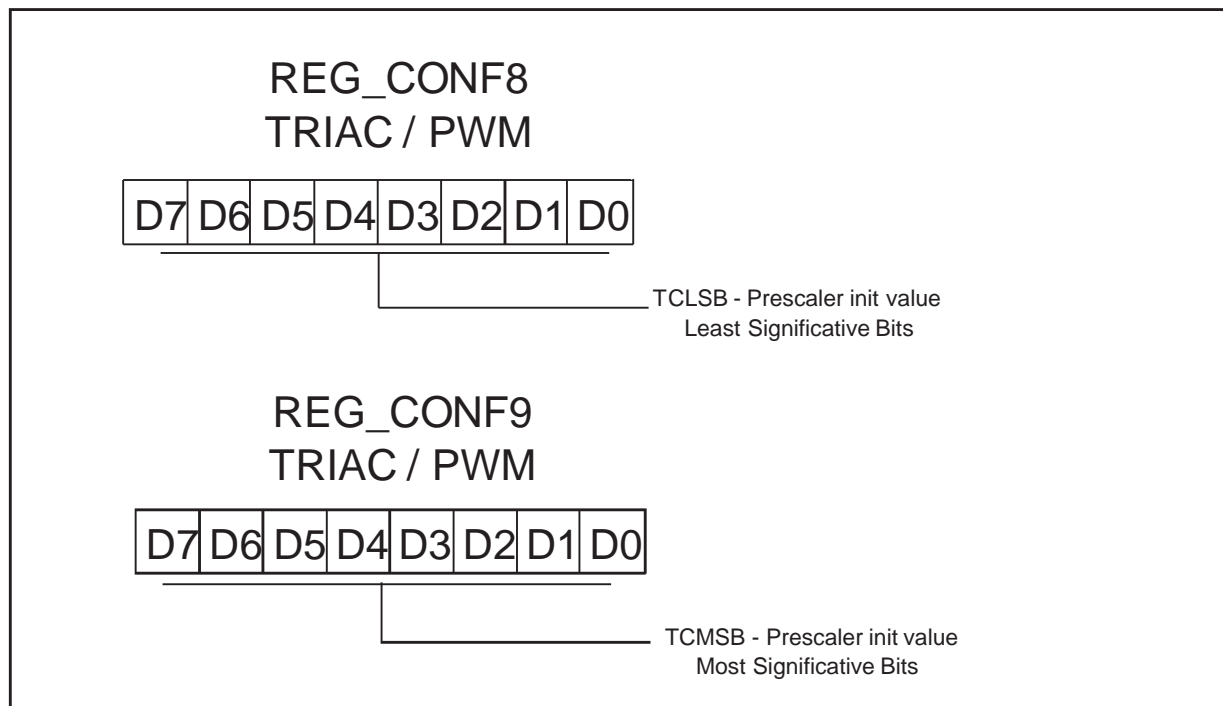 REG_CONF8
TRIAC / PWM
D7 D6 D5 D4 D3 D2 D1 D0
TCLSB - Prescaler init value
Least Significative Bits
REG_CONF9
TRIAC / PWM
D7 D6 D5 D4 D3 D2 D1 D0
TCMSB - Prescaler init value
Most Significative Bits